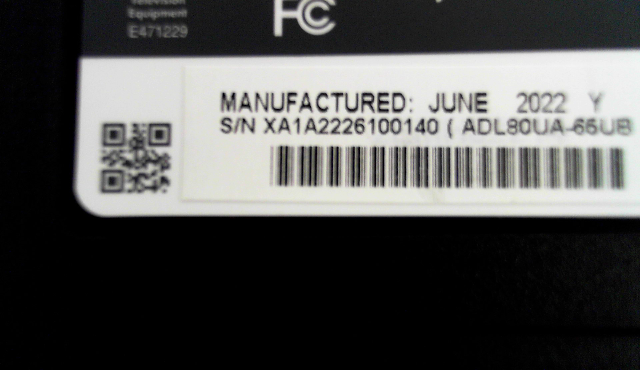 Television
Equipment
E471229
FC
MANUFACTURED: JUNE 2022 Y
S/N XA1A2226100140 ( ADL80UA-66UB